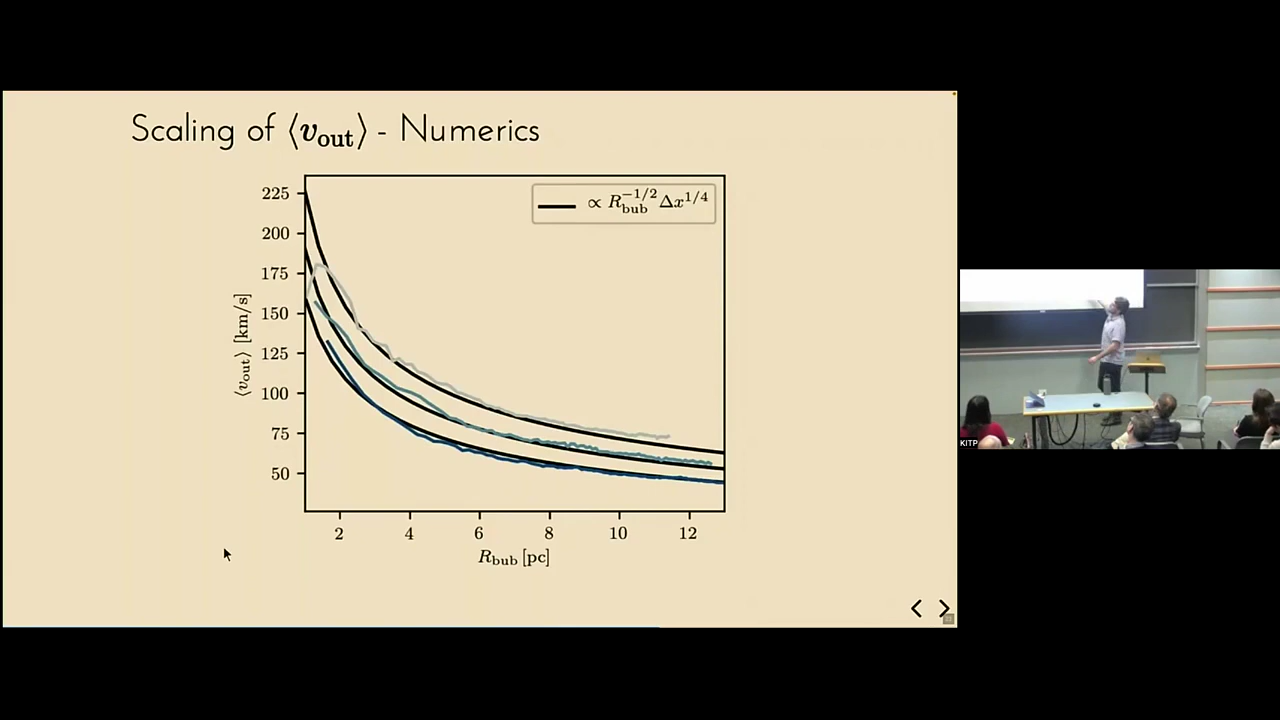 Scaling of ⟨v_out⟩ - Numerics
∝ R_bub^{-1/2} Δx^{1/4}
225
200
175
150
125
100
75
50
⟨v_out⟩ [km/s]
2 4 6 8 10 12
R_bub [pc]
KITP